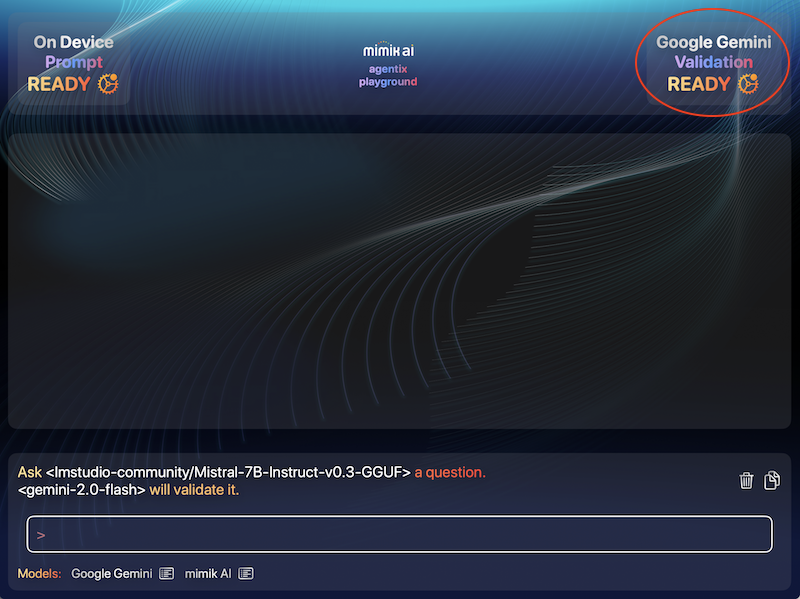 On Device
Prompt
READY
mimik ai
agentix
playground
Google Gemini
Validation
READY
Ask <lmstudio-community/Mistral-7B-Instruct-v0.3-GGUF> a question.
<gemini-2.0-flash> will validate it.
>
Models: Google Gemini mimik AI